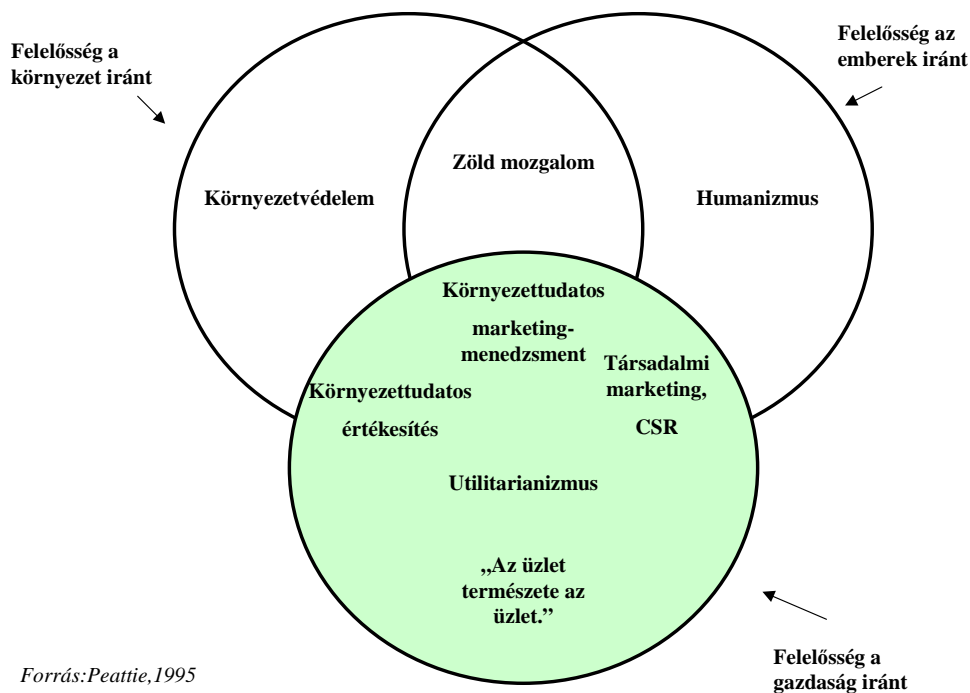 Felelősség a
környezet iránt
Felelősség az
emberek iránt
Zöld mozgalom
Környezetvédelem
Humanizmus
Környezettudatos
marketing-
menedzsment
Társadalmi
marketing,
CSR
Környezettudatos
értékesítés
Utilitarianizmus
„Az üzlet
természete az
üzlet.”
Felelősség a
gazdaság iránt
Forrás:Peattie,1995